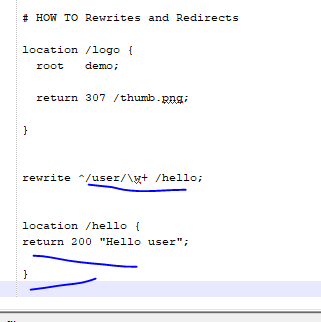 # HOW TO Rewrites and Redirects
location /logo {
root demo;
return 307 /thumb.png;
}
rewrite ^/user/\w+ /hello;
location /hello {
return 200 "Hello user";
}